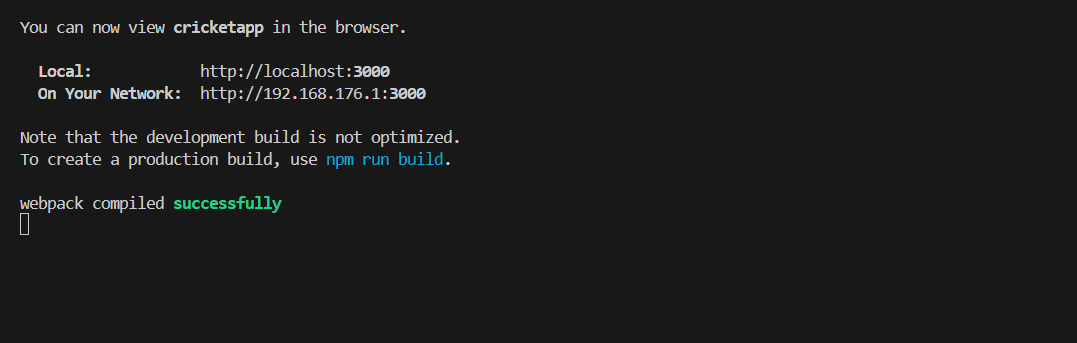 You can now view cricketapp in the browser.
Local: http://localhost:3000
On Your Network: http://192.168.176.1:3000
Note that the development build is not optimized.
To create a production build, use npm run build.
webpack compiled successfully